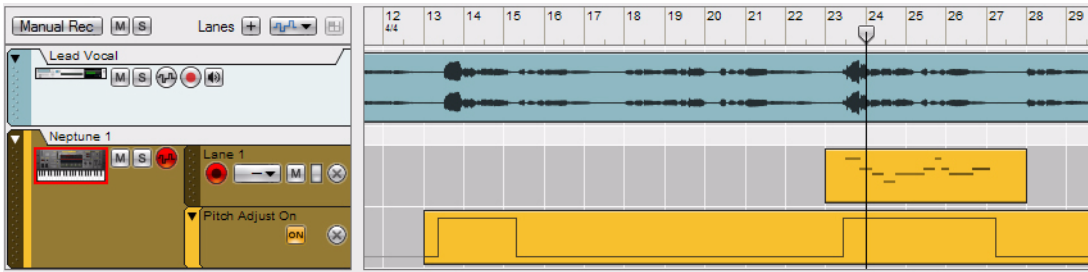 Manual Rec M S Lanes + 12 13 14 15 16 17 18 19 20 21 22 23 24 25 26 27 28 29
4/4
Lead Vocal
M S
Neptune 1
M S Lane 1
M
Pitch Adjust On
ON